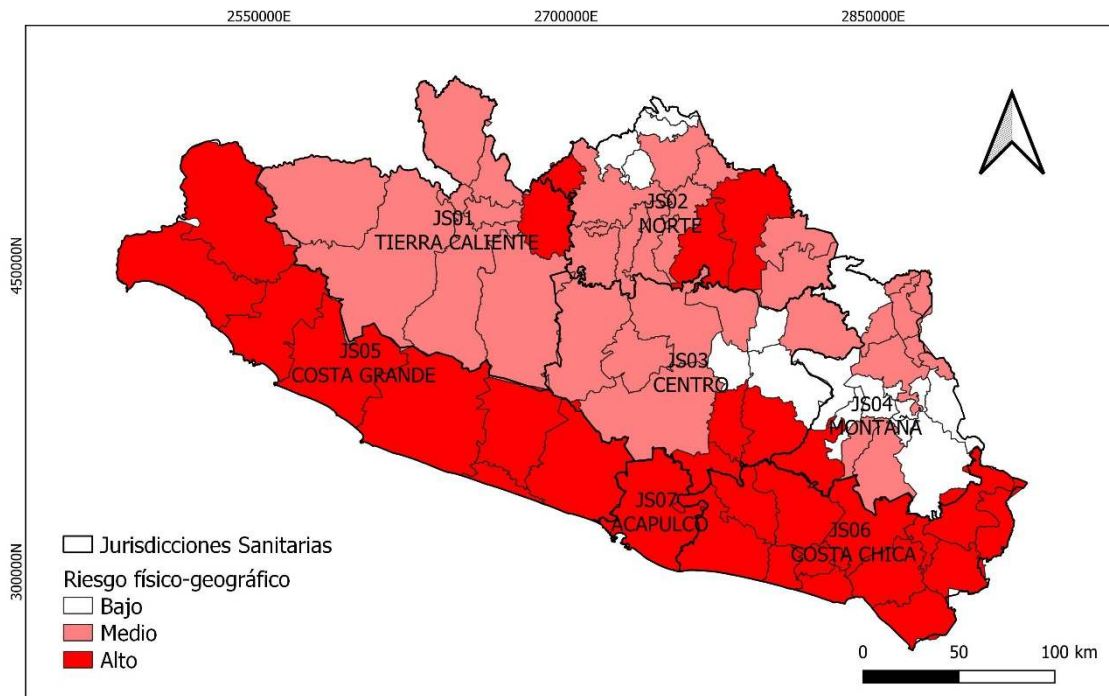 2550000E 2700000E 2850000E
450000N
300000N
JS01
TIERRA CALIENTE
JS02
NORTE
JS03
CENTRO
JS05
COSTA GRANDE
JS04
MONTAÑA
JS07
ACAPULCO
JS06
COSTA CHICA
Jurisdicciones Sanitarias
Riesgo físico-geográfico
Bajo
Medio
Alto
0 50 100 km